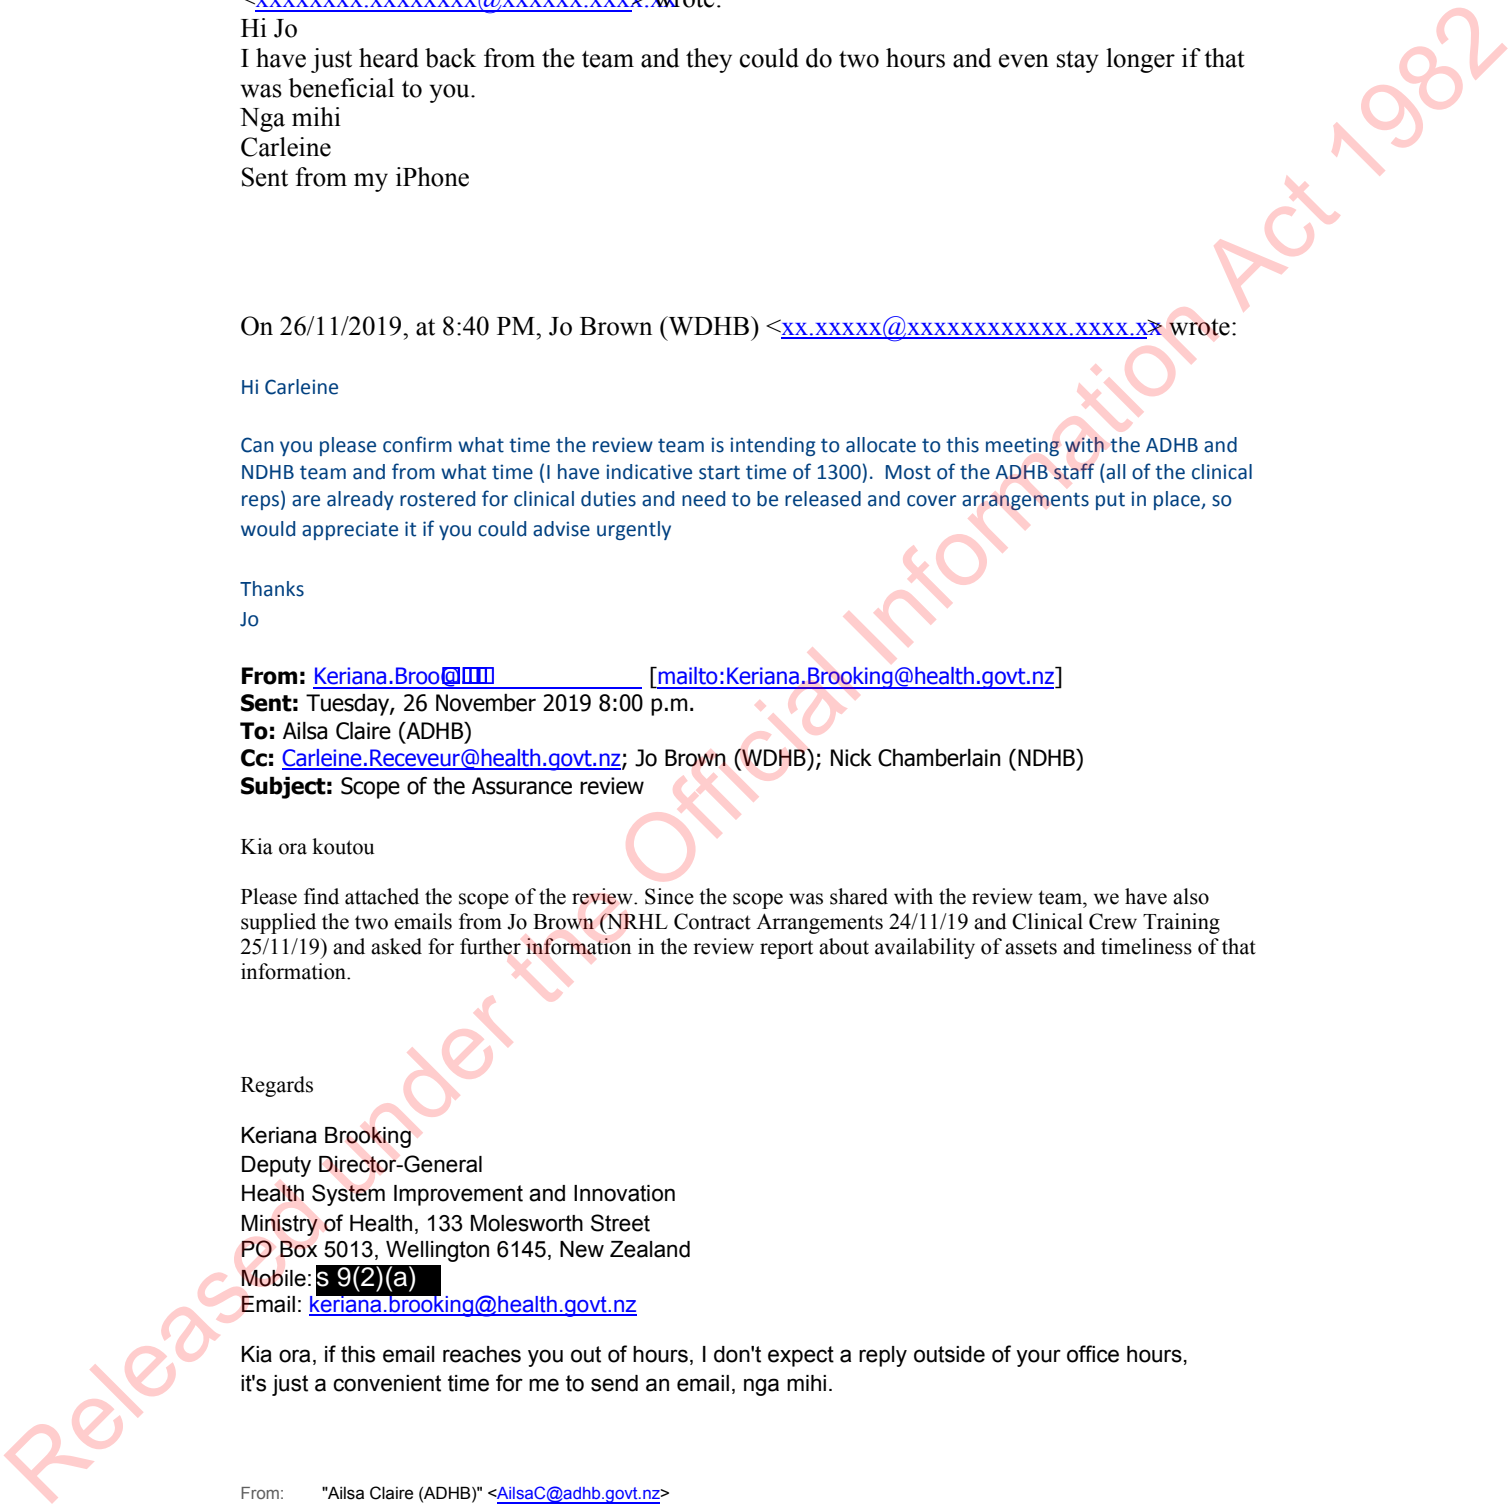 <xxxxxxxx.xxxxxxxx@xxxxxx.xxxx.xx> wrote:
Hi Jo
I have just heard back from the team and they could do two hours and even stay longer if that
was beneficial to you.
Nga mihi
Carleine
Sent from my iPhone
On 26/11/2019, at 8:40 PM, Jo Brown (WDHB) <xx.xxxxx@xxxxxxxxxxxx.xxxx.xx> wrote:
Hi Carleine
Can you please confirm what time the review team is intending to allocate to this meeting with the ADHB and
NDHB team and from what time (I have indicative start time of 1300).  Most of the ADHB staff (all of the clinical
reps) are already rostered for clinical duties and need to be released and cover arrangements put in place, so
would appreciate it if you could advise urgently
Thanks
Jo
From: Keriana.Broo@ [mailto:Keriana.Brooking@health.govt.nz]
Sent: Tuesday, 26 November 2019 8:00 p.m.
To: Ailsa Claire (ADHB)
Cc: Carleine.Receveur@health.govt.nz; Jo Brown (WDHB); Nick Chamberlain (NDHB)
Subject: Scope of the Assurance review
Kia ora koutou
Please find attached the scope of the review. Since the scope was shared with the review team, we have also
supplied the two emails from Jo Brown (NRHL Contract Arrangements 24/11/19 and Clinical Crew Training
25/11/19) and asked for further information in the review report about availability of assets and timeliness of that
information.
Regards
Keriana Brooking
Deputy Director-General
Health System Improvement and Innovation
Ministry of Health, 133 Molesworth Street
PO Box 5013, Wellington 6145, New Zealand
Mobile: s 9(2)(a)
Email: keriana.brooking@health.govt.nz
Kia ora, if this email reaches you out of hours, I don't expect a reply outside of your office hours,
it's just a convenient time for me to send an email, nga mihi.
From: "Ailsa Claire (ADHB)" <AilsaC@adhb.govt.nz>
Released under the Official Information Act 1982